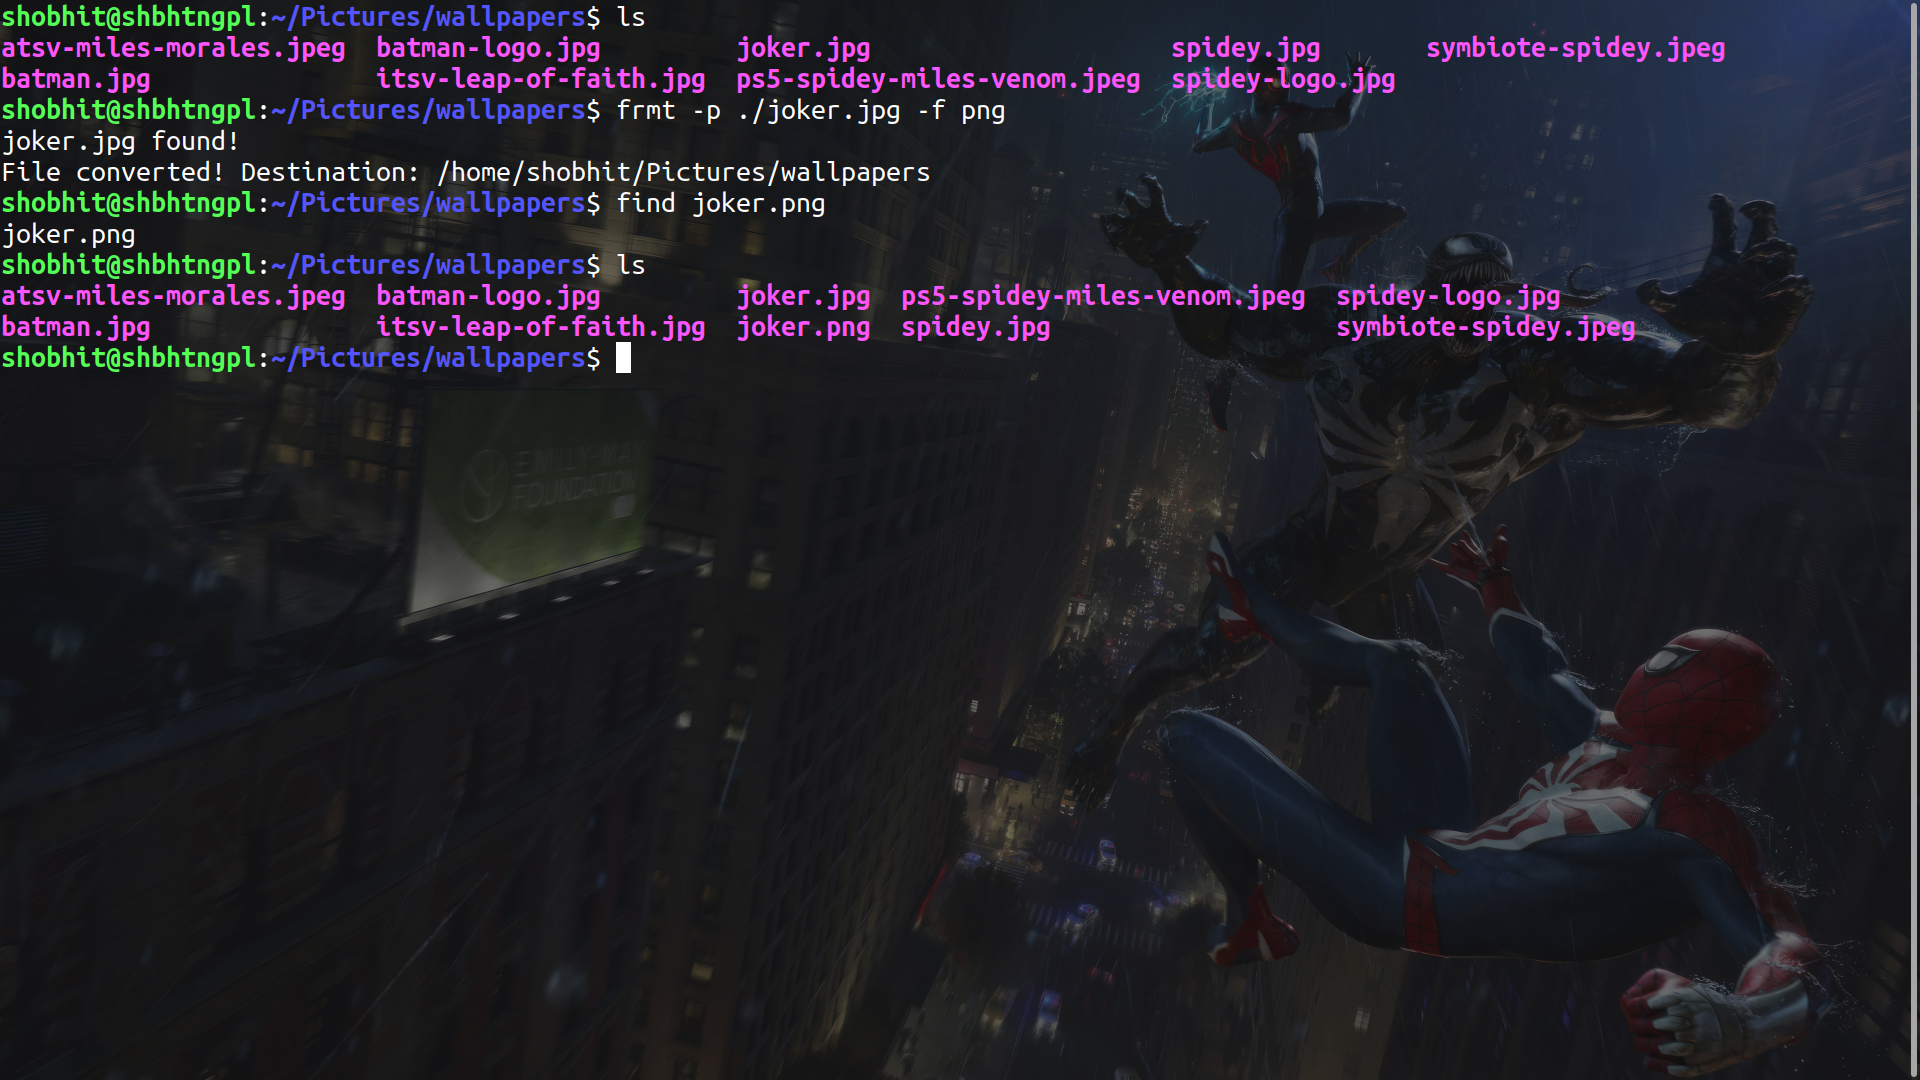 shobhit@shbhtngpl:~/Pictures/wallpapers$ ls
atsv-miles-morales.jpeg  batman-logo.jpg         joker.jpg                    spidey.jpg       symbiote-spidey.jpeg
batman.jpg               itsv-leap-of-faith.jpg  ps5-spidey-miles-venom.jpeg  spidey-logo.jpg
shobhit@shbhtngpl:~/Pictures/wallpapers$ frmt -p ./joker.jpg -f png
joker.jpg found!
File converted! Destination: /home/shobhit/Pictures/wallpapers
shobhit@shbhtngpl:~/Pictures/wallpapers$ find joker.png
joker.png
shobhit@shbhtngpl:~/Pictures/wallpapers$ ls
atsv-miles-morales.jpeg  batman-logo.jpg         joker.jpg  ps5-spidey-miles-venom.jpeg  spidey-logo.jpg
batman.jpg               itsv-leap-of-faith.jpg  joker.png  spidey.jpg                   symbiote-spidey.jpeg
shobhit@shbhtngpl:~/Pictures/wallpapers$
EMILY-MAY
FOUNDATION